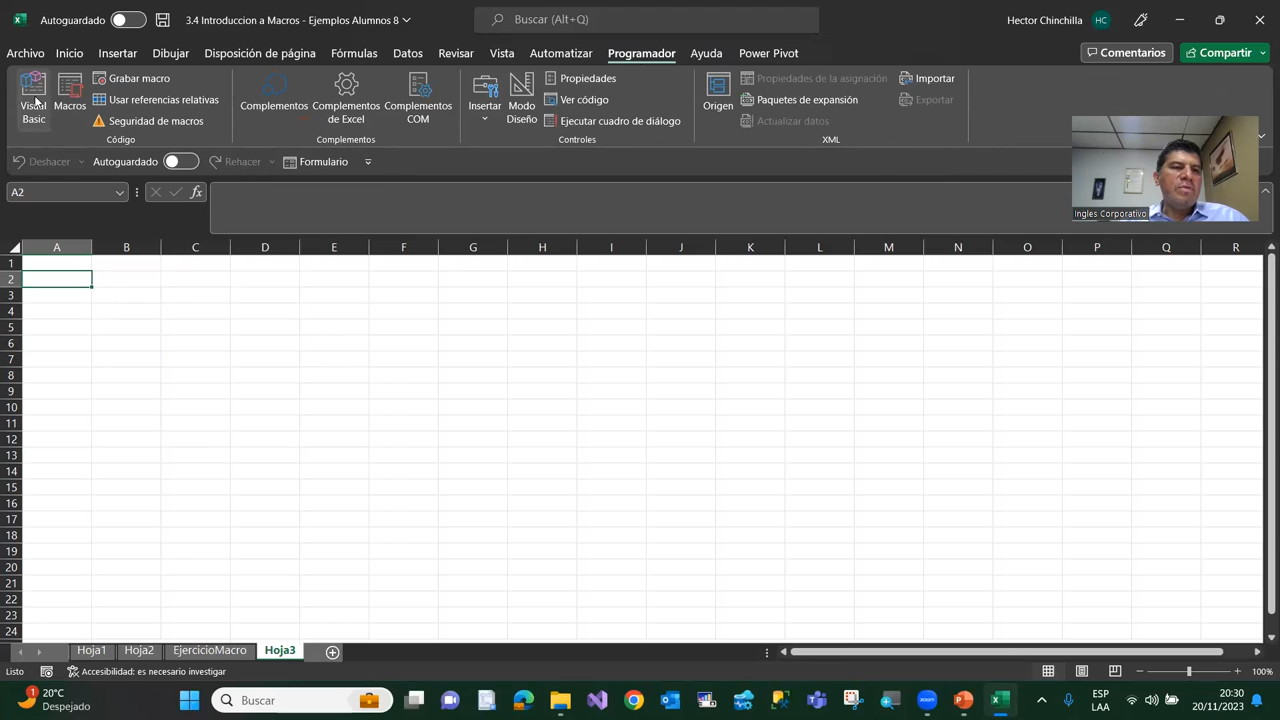 Autoguardado 3.4 Introduccion a Macros - Ejemplos Alumnos 8 Buscar (Alt+Q) Hector Chinchilla HC
Archivo Inicio Insertar Dibujar Disposición de página Fórmulas Datos Revisar Vista Automatizar Programador Ayuda Power Pivot Comentarios Compartir
Visual Basic
Macros
Grabar macro
Usar referencias relativas
Seguridad de macros
Código
Complementos
Complementos de Excel
Complementos COM
Complementos
Insertar
Modo Diseño
Propiedades
Ver código
Ejecutar cuadro de diálogo
Controles
Origen
Propiedades de la asignación
Paquetes de expansión
Actualizar datos
Importar
Exportar
XML
Deshacer Autoguardado Rehacer Formulario
Ingles Corporativo
A2 fx
A B C D E F G H I J K L M N O P Q R
1
2
3
4
5
6
7
8
9
10
11
12
13
14
15
16
17
18
19
20
21
22
23
24
Hoja1 Hoja2 EjercicioMacro Hoja3
Listo Accesibilidad: es necesario investigar 100%
1
20°C
Despejado
Buscar
zoom
ESP
LAA
20:30
20/11/2023